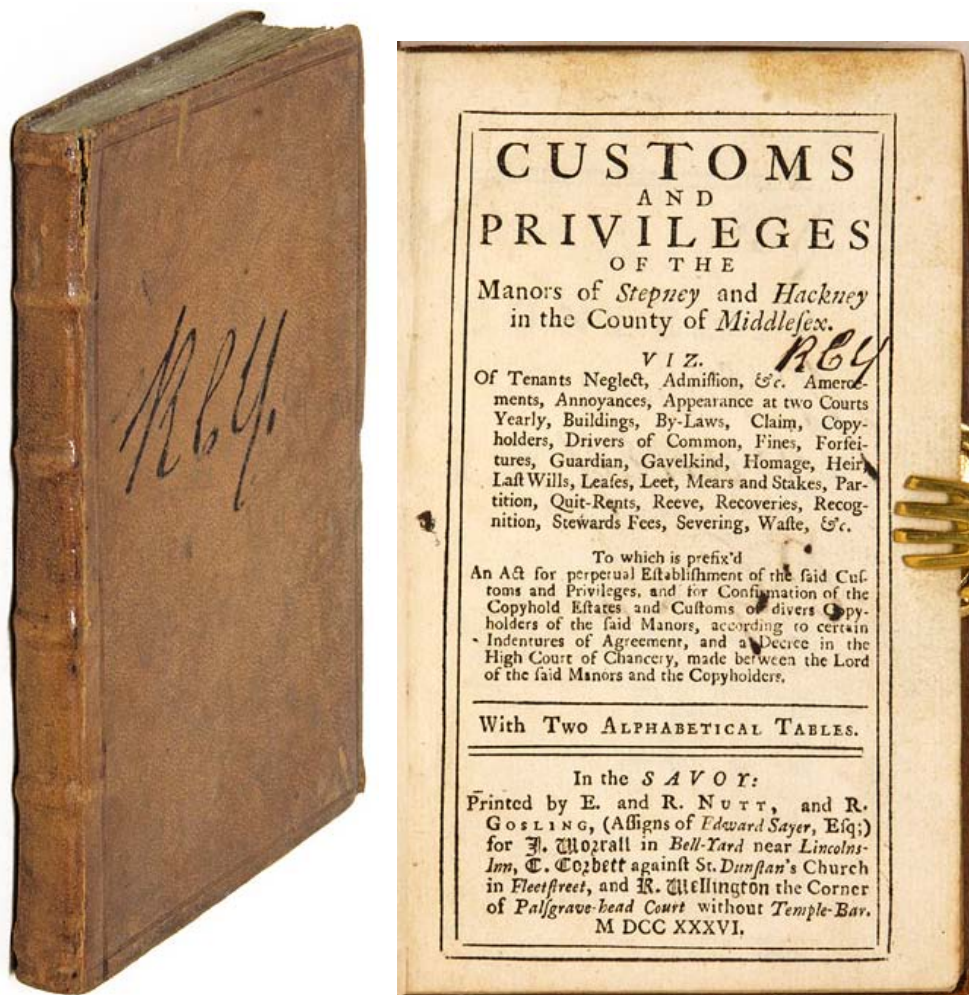 RCY.
CUSTOMS
AND
PRIVILEGES
OF THE
Manors of Stepney and Hackney
in the County of Middleſex.
RCY
VIZ.
Of Tenants Neglect, Admiſſion, &c. Amerce-
ments, Annoyances, Appearance at two Courts
Yearly, Buildings, By-Laws, Claim, Copy-
holders, Drivers of Common, Fines, Forfei-
tures, Guardian, Gavelkind, Homage, Heir,
Laſt Wills, Leaſes, Leet, Mears and Stakes, Par-
tition, Quit-Rents, Reeve, Recoveries, Recog-
nition, Stewards Fees, Severing, Waſte, &c.
To which is prefix'd
An Act for perpetual Eſtabliſhment of the ſaid Cuſ-
toms and Privileges, and for Confirmation of the
Copyhold Eſtates and Cuſtoms of divers Copy-
holders of the ſaid Manors, according to certain
Indentures of Agreement, and a Decree in the
High Court of Chancery, made between the Lord
of the ſaid Manors and the Copyholders.
With Two ALPHABETICAL TABLES.
In the SAVOY:
Printed by E. and R. NUTT, and R.
GOSLING, (Aſſigns of Edward Sayer, Eſq;)
for J. Worrall in Bell-Yard near Lincolns-
Inn, C. Corbett againſt St. Dunſtan's Church
in Fleetſtreet, and R. Wellington the Corner
of Palſgrave-head Court without Temple-Bar.
M DCC XXXVI.